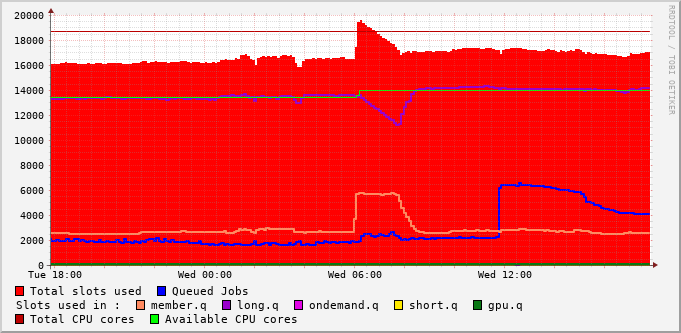 20000
18000
16000
14000
12000
10000
8000
6000
4000
2000
0
Tue 18:00 Wed 00:00 Wed 06:00 Wed 12:00
Total slots used Queued Jobs
Slots used in : member.q long.q ondemand.q short.q gpu.q
Total CPU cores Available CPU cores
RRDTOOL / TOBI OETIKER